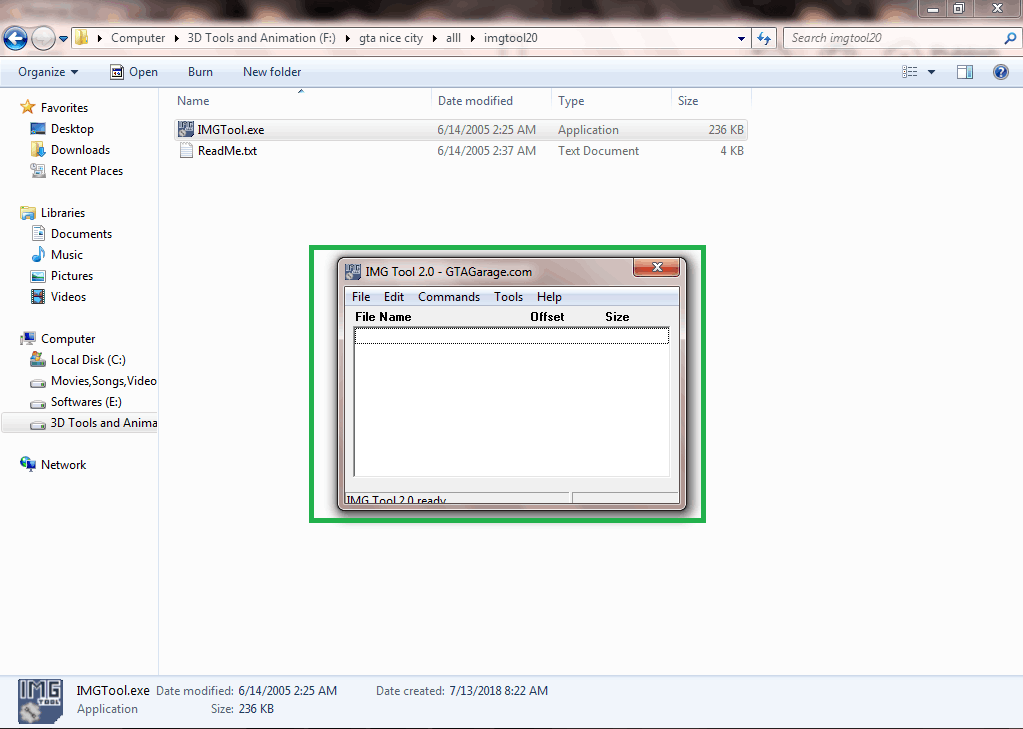 Computer 3D Tools and Animation (F:) gta nice city alll imgtool20 Search imgtool20
Organize Open Burn New folder
Name Date modified Type Size
IMGTool.exe 6/14/2005 2:25 AM Application 236 KB
ReadMe.txt 6/14/2005 2:37 AM Text Document 4 KB
Favorites
Desktop
Downloads
Recent Places
Libraries
Documents
Music
Pictures
Videos
Computer
Local Disk (C:)
Movies,Songs,Video
Softwares (E:)
3D Tools and Anima
Network
IMG Tool 2.0 - GTAGarage.com
File Edit Commands Tools Help
File Name Offset Size
IMG Tool 2.0 ready
IMG TOOL
IMGTool.exe Date modified: 6/14/2005 2:25 AM Date created: 7/13/2018 8:22 AM
Application Size: 236 KB